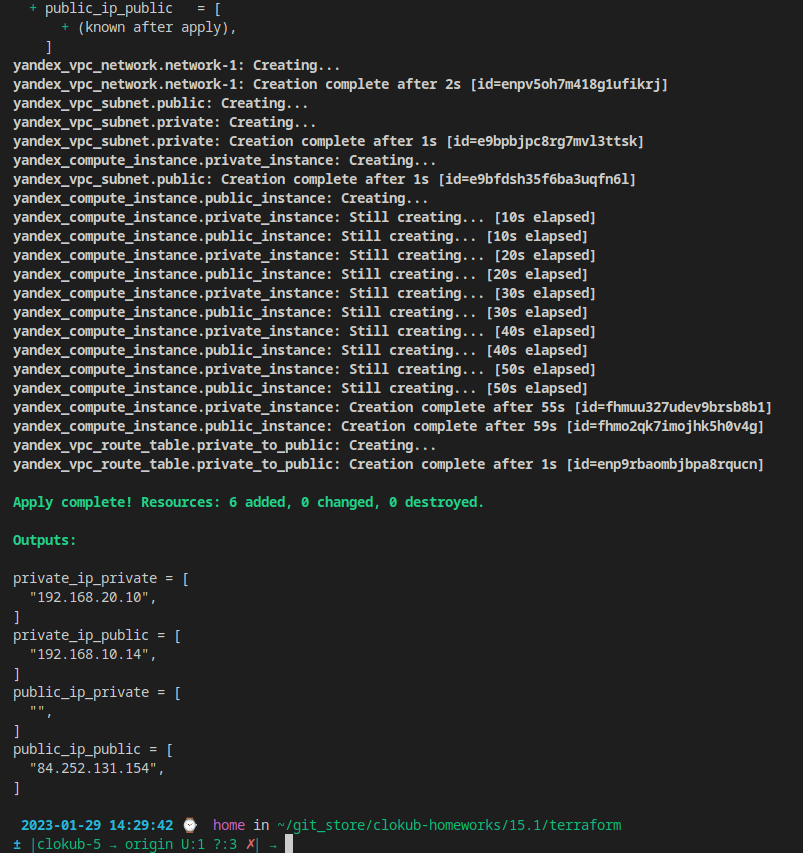 + public_ip_public   = [
+ (known after apply),
]
yandex_vpc_network.network-1: Creating...
yandex_vpc_network.network-1: Creation complete after 2s [id=enpv5oh7m418g1ufikrj]
yandex_vpc_subnet.public: Creating...
yandex_vpc_subnet.private: Creating...
yandex_vpc_subnet.private: Creation complete after 1s [id=e9bpbjpc8rg7mvl3ttsk]
yandex_compute_instance.private_instance: Creating...
yandex_vpc_subnet.public: Creation complete after 1s [id=e9bfdsh35f6ba3uqfn6l]
yandex_compute_instance.public_instance: Creating...
yandex_compute_instance.private_instance: Still creating... [10s elapsed]
yandex_compute_instance.public_instance: Still creating... [10s elapsed]
yandex_compute_instance.private_instance: Still creating... [20s elapsed]
yandex_compute_instance.public_instance: Still creating... [20s elapsed]
yandex_compute_instance.private_instance: Still creating... [30s elapsed]
yandex_compute_instance.public_instance: Still creating... [30s elapsed]
yandex_compute_instance.private_instance: Still creating... [40s elapsed]
yandex_compute_instance.public_instance: Still creating... [40s elapsed]
yandex_compute_instance.private_instance: Still creating... [50s elapsed]
yandex_compute_instance.public_instance: Still creating... [50s elapsed]
yandex_compute_instance.private_instance: Creation complete after 55s [id=fhmuu327udev9brsb8b1]
yandex_compute_instance.public_instance: Creation complete after 59s [id=fhmo2qk7imojhk5h0v4g]
yandex_vpc_route_table.private_to_public: Creating...
yandex_vpc_route_table.private_to_public: Creation complete after 1s [id=enp9rbaombjbpa8rqucn]
Apply complete! Resources: 6 added, 0 changed, 0 destroyed.
Outputs:
private_ip_private = [
"192.168.20.10",
]
private_ip_public = [
"192.168.10.14",
]
public_ip_private = [
"",
]
public_ip_public = [
"84.252.131.154",
]
2023-01-29 14:29:42 ⌚ home in ~/git_store/clokub-homeworks/15.1/terraform
± |clokub-5 → origin U:1 ?:3 ✗| →